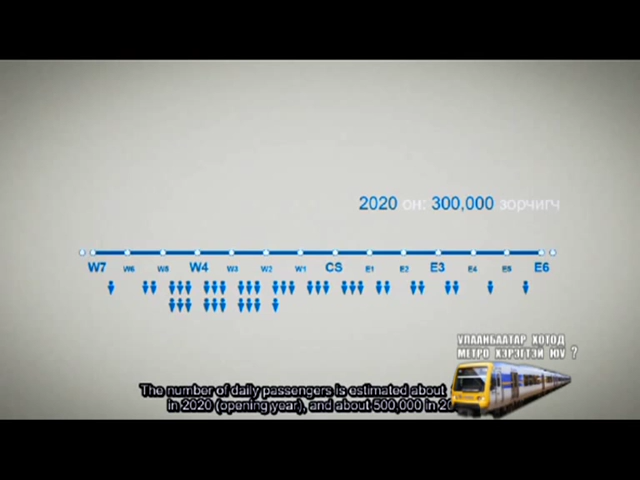 2020 он: 300,000 зорчигч
W7 W6 W5 W4 W3 W2 W1 CS E1 E2 E3 E4 E5 E6
УЛААНБААТАР ХОТОД
МЕТРО ХЭРЭГТЭЙ ЮУ ?
The number of daily passengers is estimated about
in 2020 (opening year), and about 500,000 in 20